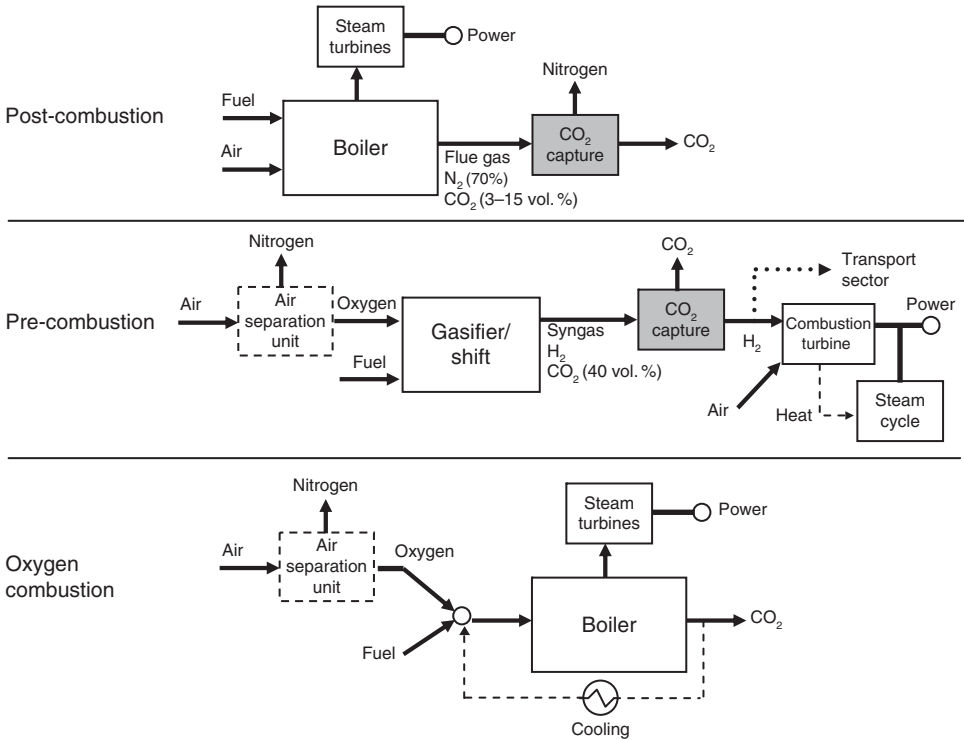 Steam
turbines
Power
Nitrogen
Post-combustion
Fuel
Air
Boiler
CO₂
capture
CO₂
Flue gas
N₂ (70%)
CO₂ (3–15 vol. %)
Nitrogen
CO₂
Transport
sector
Pre-combustion
Air
Air
separation
unit
Oxygen
Fuel
Gasifier/
shift
Syngas
H₂
CO₂ (40 vol. %)
CO₂
capture
H₂
Combustion
turbine
Power
Air
Heat
Steam
cycle
Nitrogen
Steam
turbines
Power
Oxygen
combustion
Air
Air
separation
unit
Oxygen
Fuel
Boiler
CO₂
Cooling